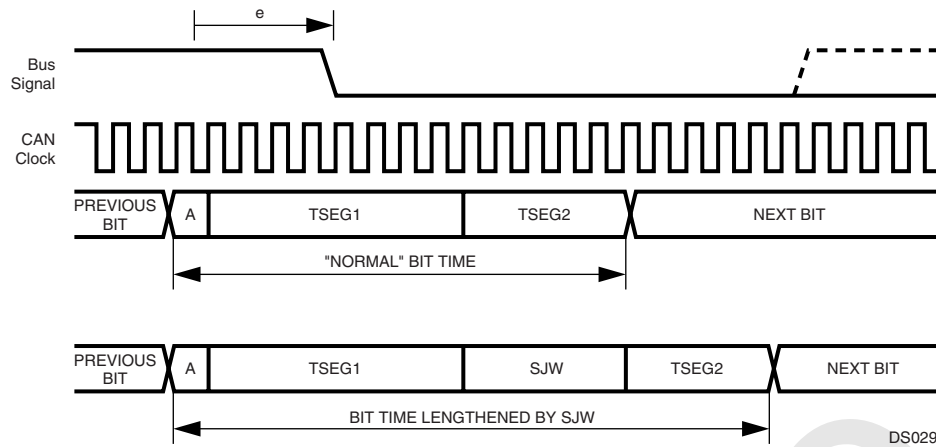 e
Bus
Signal
CAN
Clock
PREVIOUS
BIT
A
TSEG1
TSEG2
NEXT BIT
"NORMAL" BIT TIME
PREVIOUS
BIT
A
TSEG1
SJW
TSEG2
NEXT BIT
BIT TIME LENGTHENED BY SJW
DS029